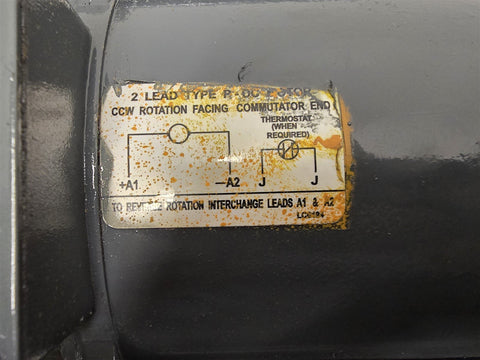 2 LEAD TYPE P DC MOTOR
CCW ROTATION FACING COMMUTATOR END
THERMOSTAT
(WHEN
REQUIRED)
+A1 —A2 J J
TO REVERSE ROTATION INTERCHANGE LEADS A1 & A2